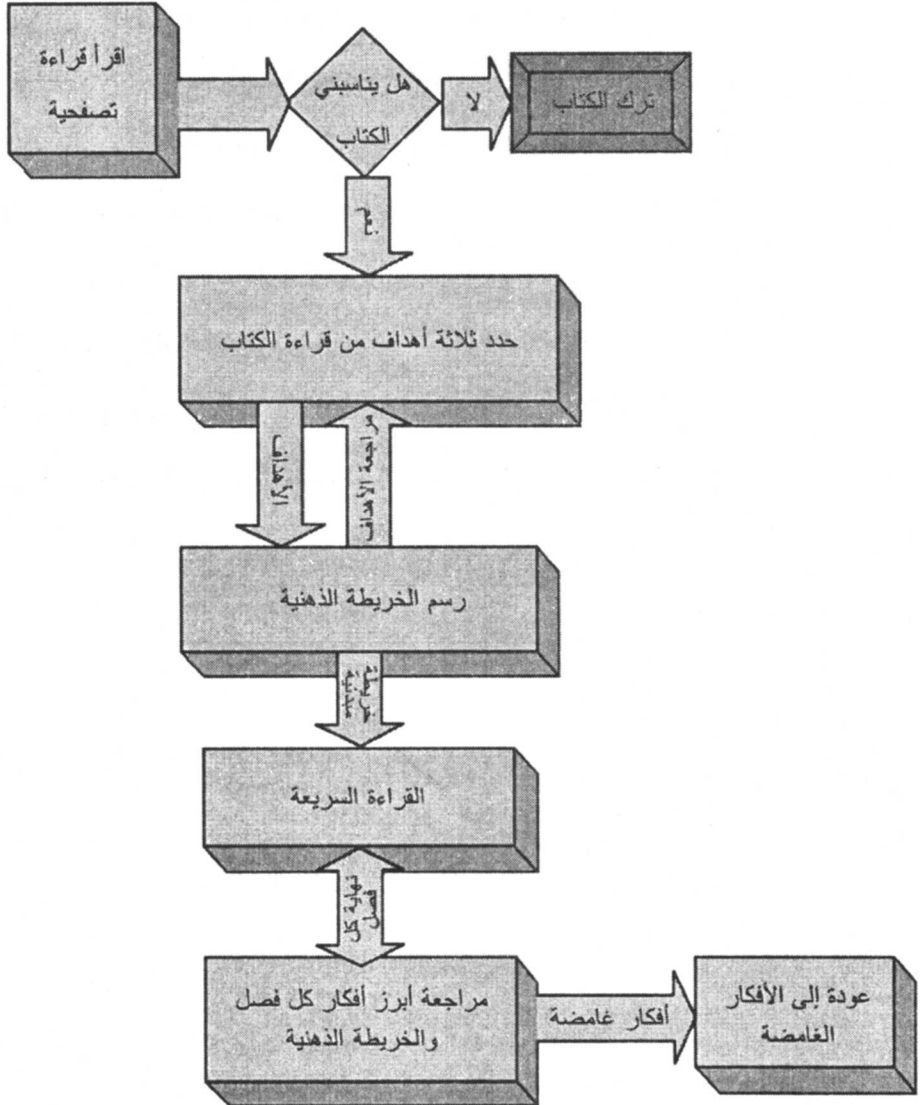 اقرأ قراءة
تصفحية
هل يناسبني
الكتاب
لا
ترك الكتاب
نعم
حدد ثلاثة أهداف من قراءة الكتاب
الأهداف
مراجعة الأهداف
رسم الخريطة الذهنية
خريطة
مبدئية
القراءة السريعة
نهاية كل
فصل
مراجعة أبرز أفكار كل فصل
والخريطة الذهنية
أفكار غامضة
عودة إلى الأفكار
الغامضة